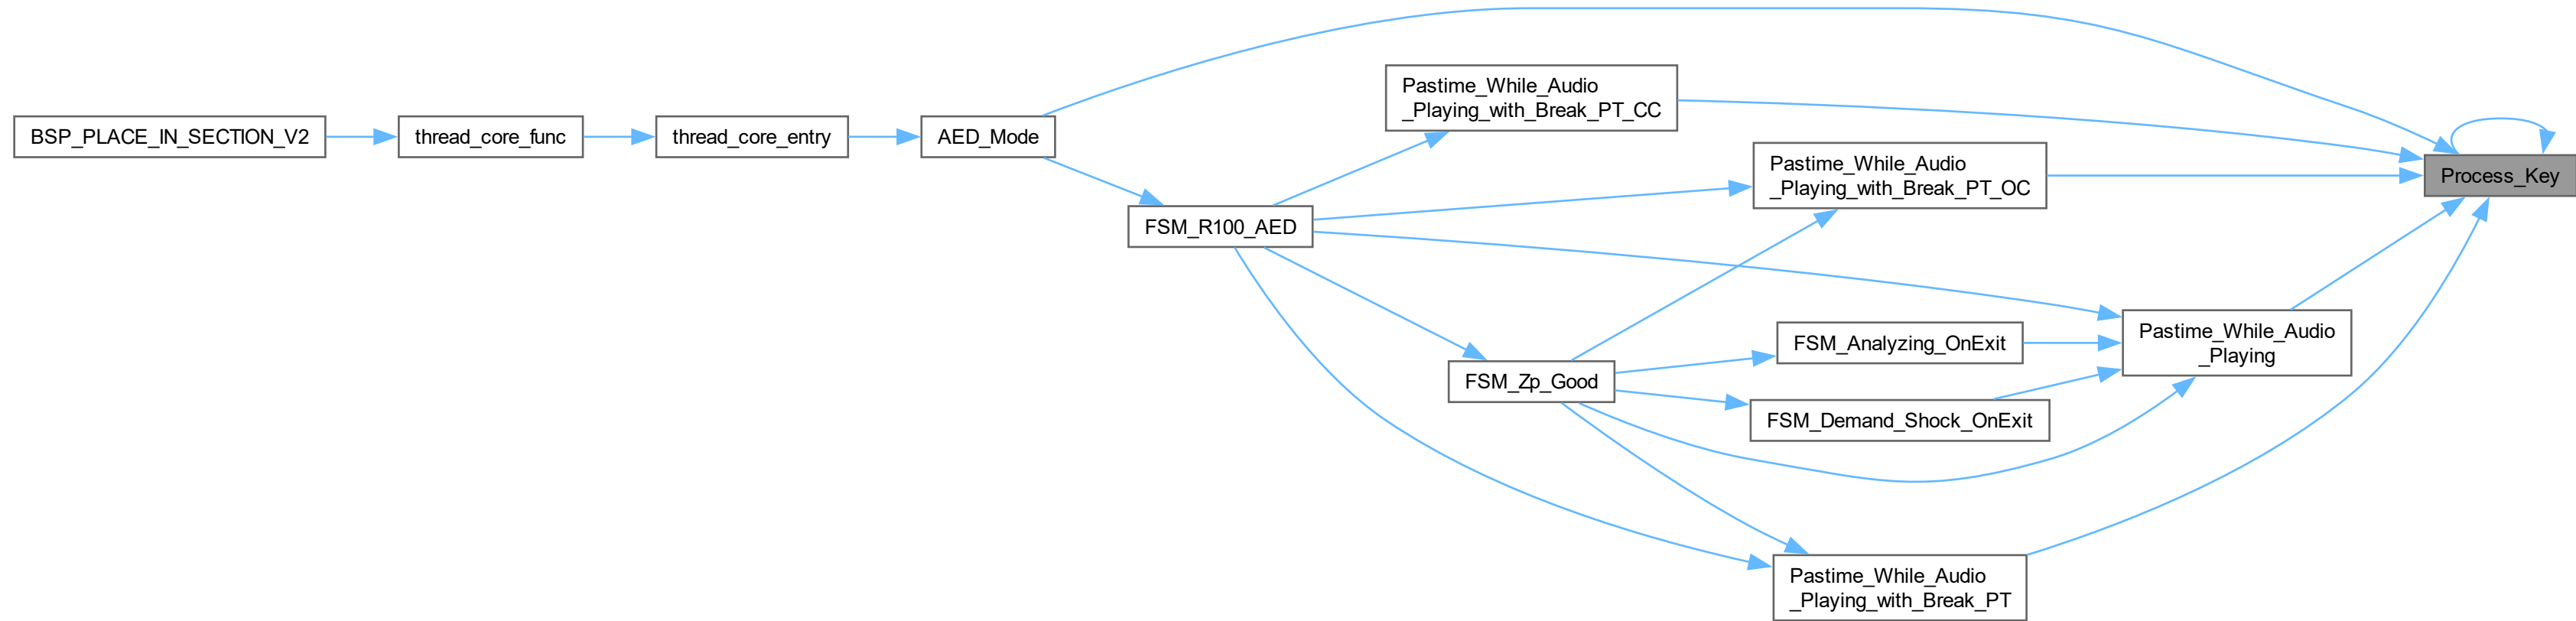 BSP_PLACE_IN_SECTION_V2
thread_core_func
thread_core_entry
AED_Mode
Pastime_While_Audio
_Playing_with_Break_PT_CC
Pastime_While_Audio
_Playing_with_Break_PT_OC
Process_Key
FSM_R100_AED
Pastime_While_Audio
_Playing
FSM_Analyzing_OnExit
FSM_Zp_Good
FSM_Demand_Shock_OnExit
Pastime_While_Audio
_Playing_with_Break_PT